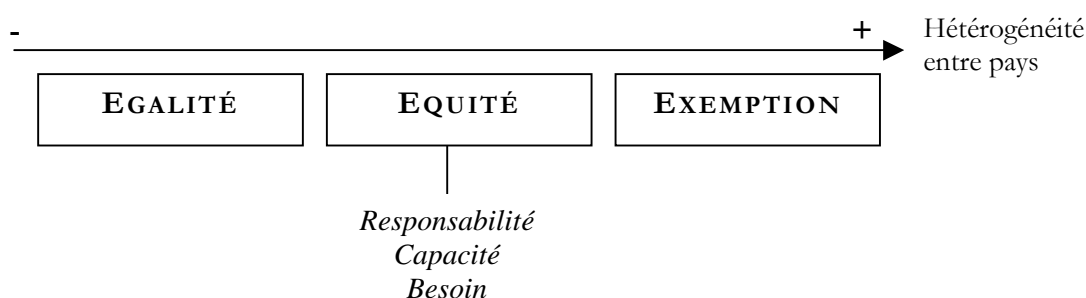 - + Hétérogénéité
entre pays
EGALITÉ EQUITÉ EXEMPTION
Responsabilité
Capacité
Besoin